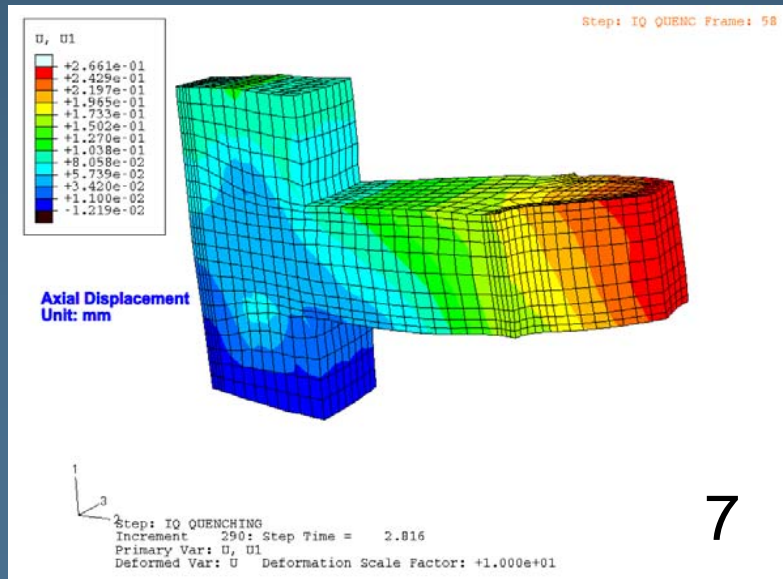 Step: IQ QUENC Frame: 58
U, U1
+2.661e-01
+2.429e-01
+2.197e-01
+1.965e-01
+1.733e-01
+1.502e-01
+1.270e-01
+1.038e-01
+8.058e-02
+5.739e-02
+3.420e-02
+1.100e-02
-1.219e-02
Axial Displacement
Unit: mm
1
3
2
Step: IQ QUENCHING
Increment 290: Step Time = 2.816
Primary Var: U, U1
Deformed Var: U Deformation Scale Factor: +1.000e+01
7